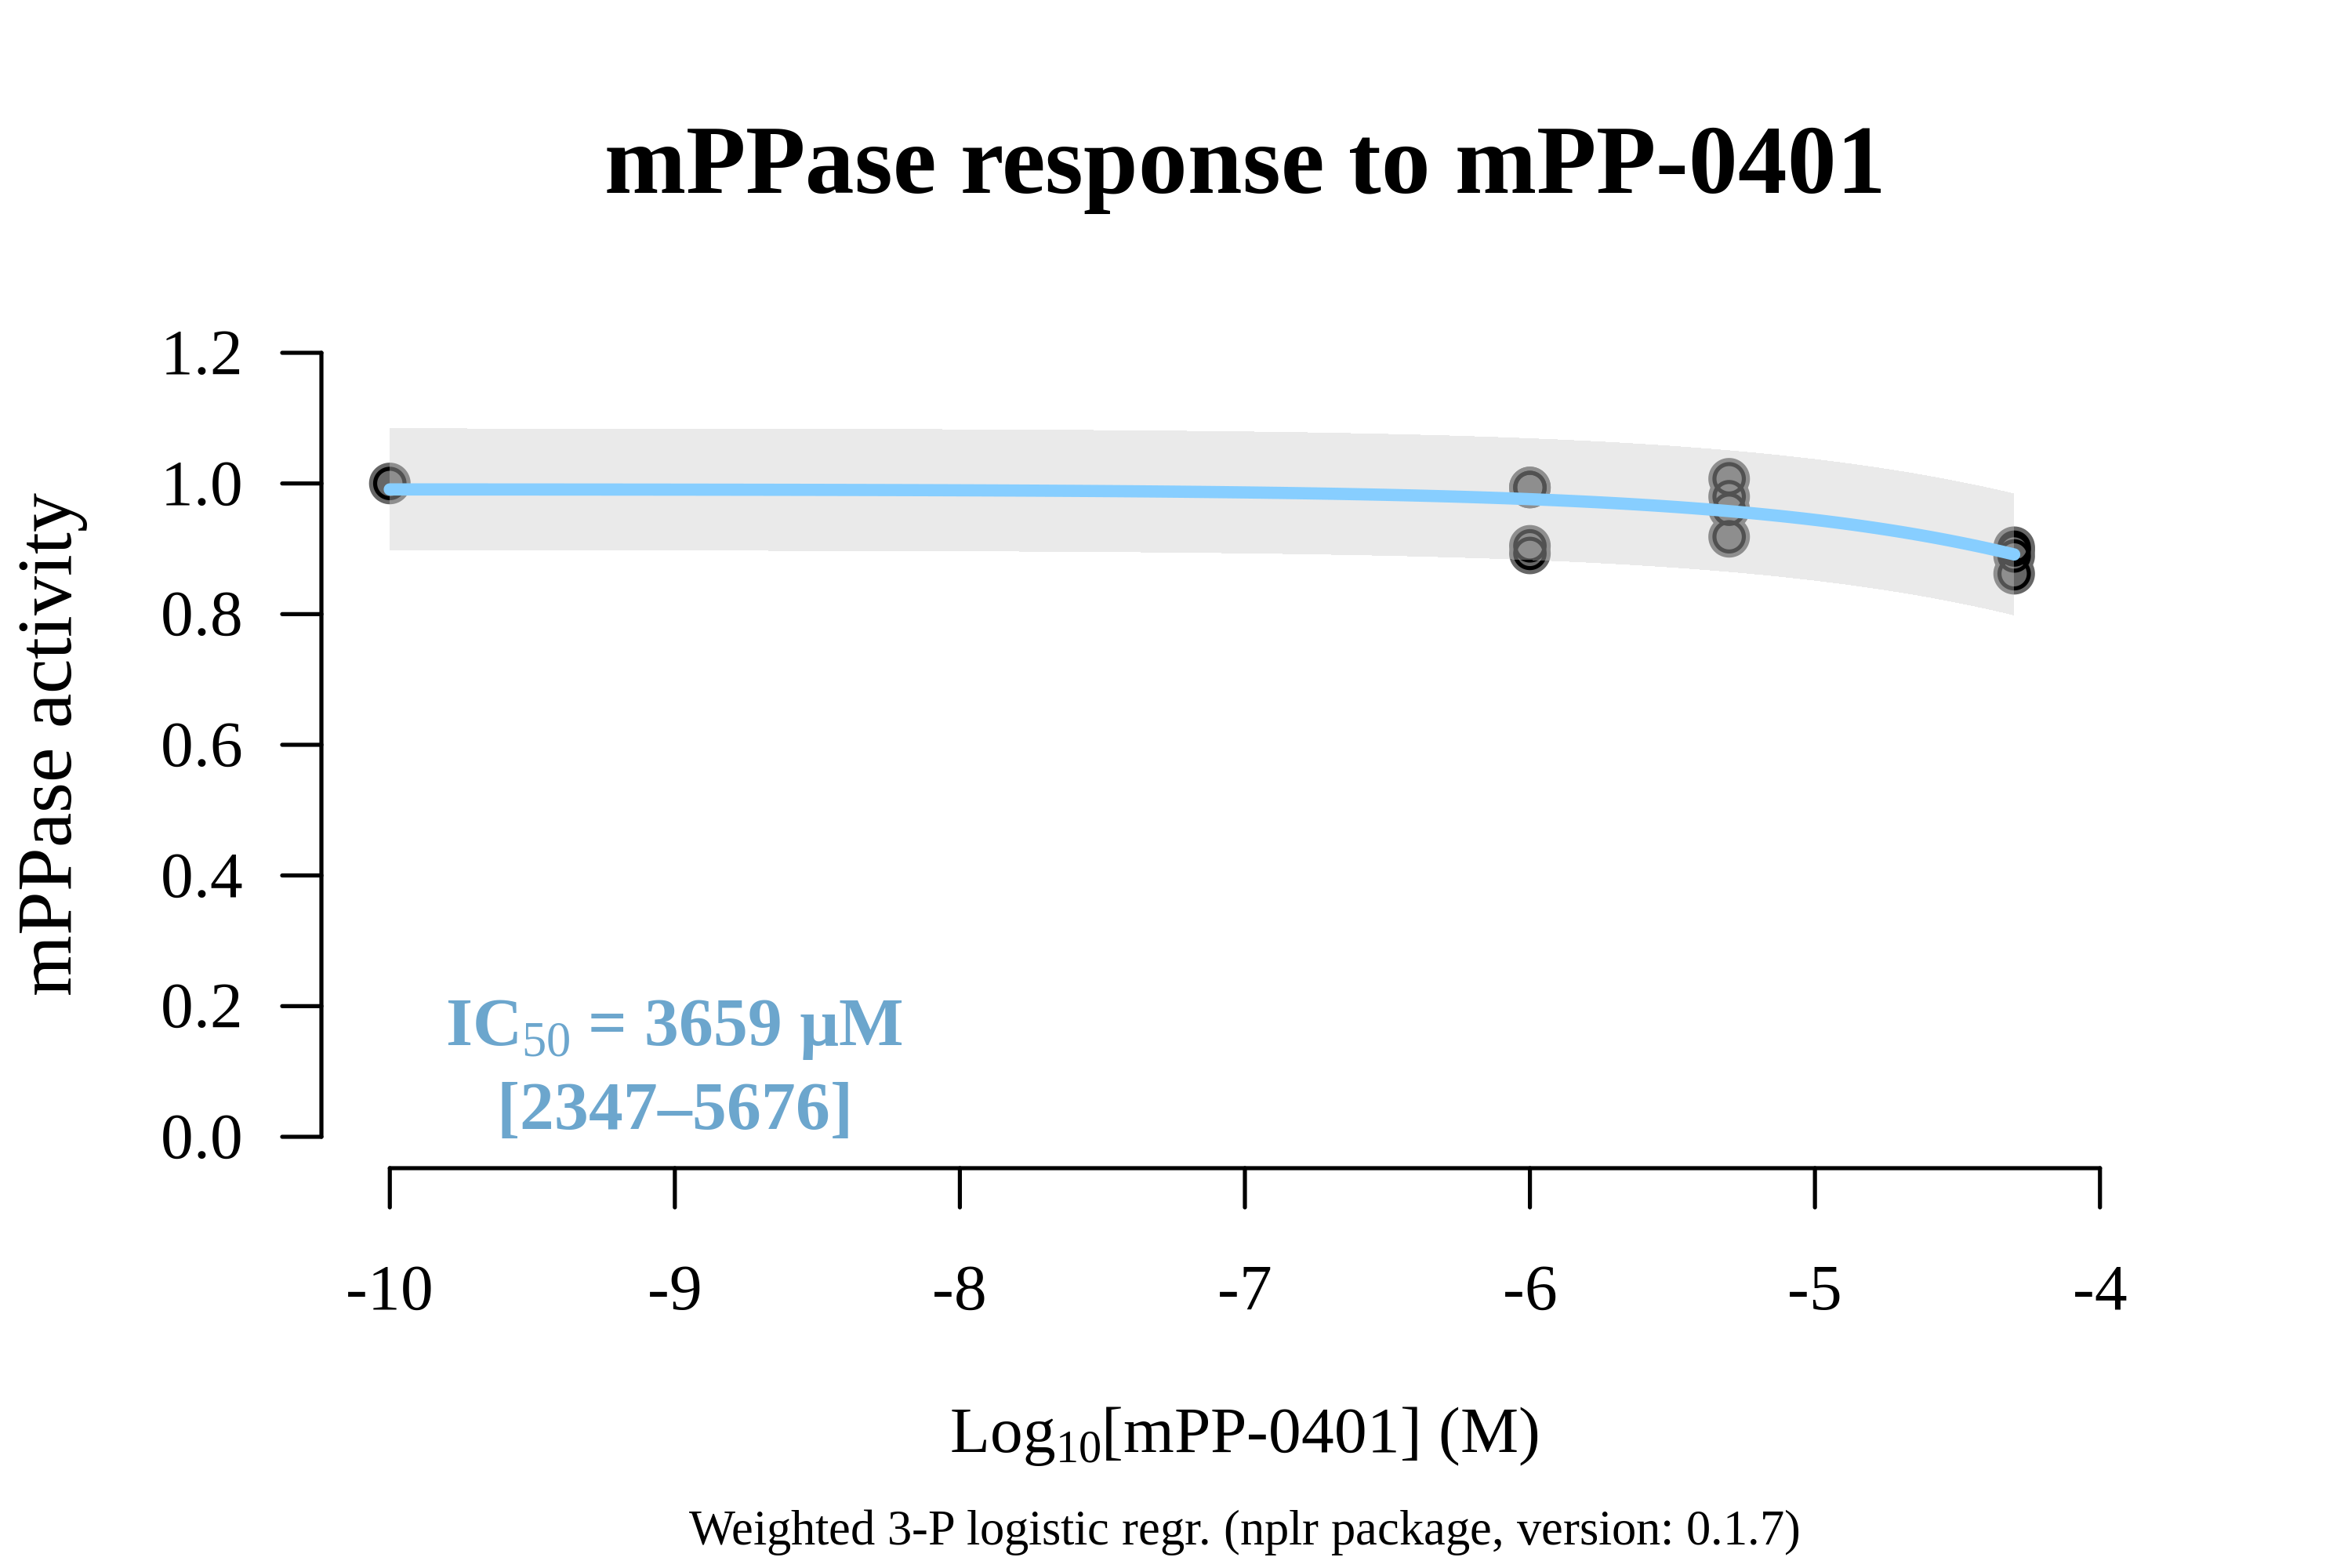 mPPase response to mPP-0401
mPPase activity
1.2
1.0
0.8
0.6
0.4
0.2
0.0
IC50 = 3659 µM
[2347–5676]
-10 -9 -8 -7 -6 -5 -4
Log10[mPP-0401] (M)
Weighted 3-P logistic regr. (nplr package, version: 0.1.7)